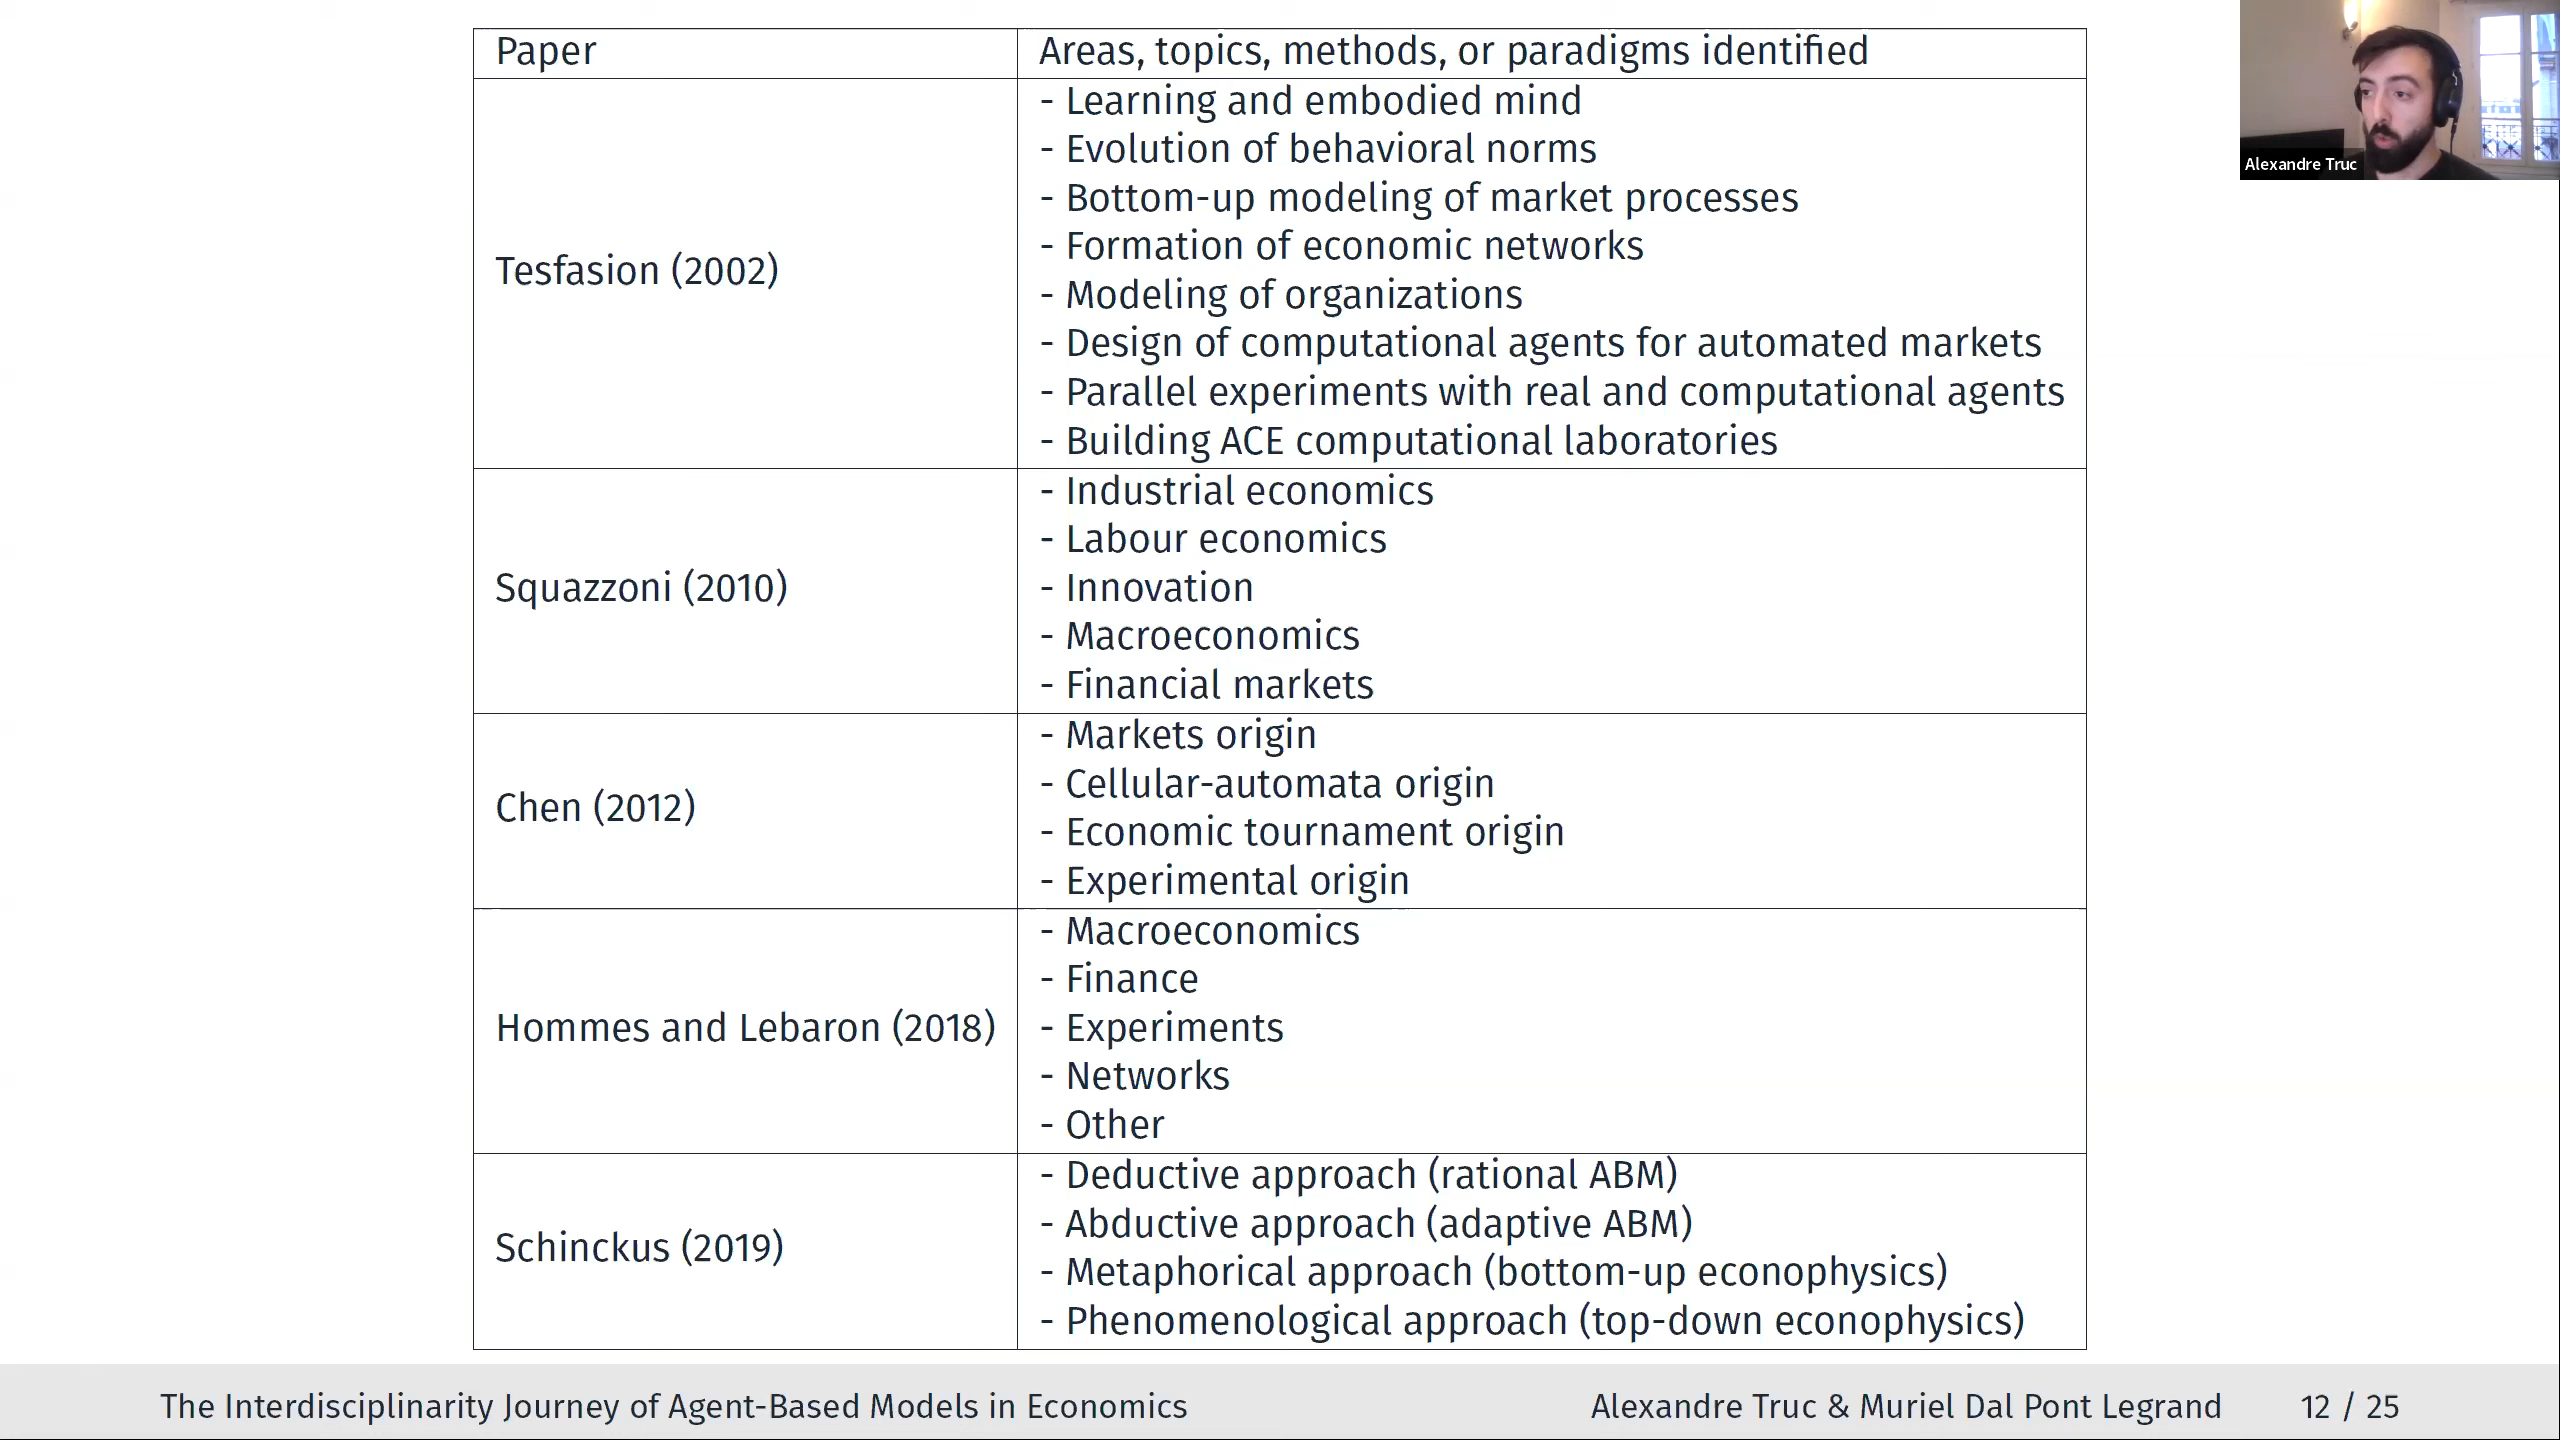 Paper
Areas, topics, methods, or paradigms identified
Tesfasion (2002)
- Learning and embodied mind
- Evolution of behavioral norms
- Bottom-up modeling of market processes
- Formation of economic networks
- Modeling of organizations
- Design of computational agents for automated markets
- Parallel experiments with real and computational agents
- Building ACE computational laboratories
Squazzoni (2010)
- Industrial economics
- Labour economics
- Innovation
- Macroeconomics
- Financial markets
Chen (2012)
- Markets origin
- Cellular-automata origin
- Economic tournament origin
- Experimental origin
Hommes and Lebaron (2018)
- Macroeconomics
- Finance
- Experiments
- Networks
- Other
Schinckus (2019)
- Deductive approach (rational ABM)
- Abductive approach (adaptive ABM)
- Metaphorical approach (bottom-up econophysics)
- Phenomenological approach (top-down econophysics)
Alexandre Truc
The Interdisciplinarity Journey of Agent-Based Models in Economics
Alexandre Truc & Muriel Dal Pont Legrand
12 / 25